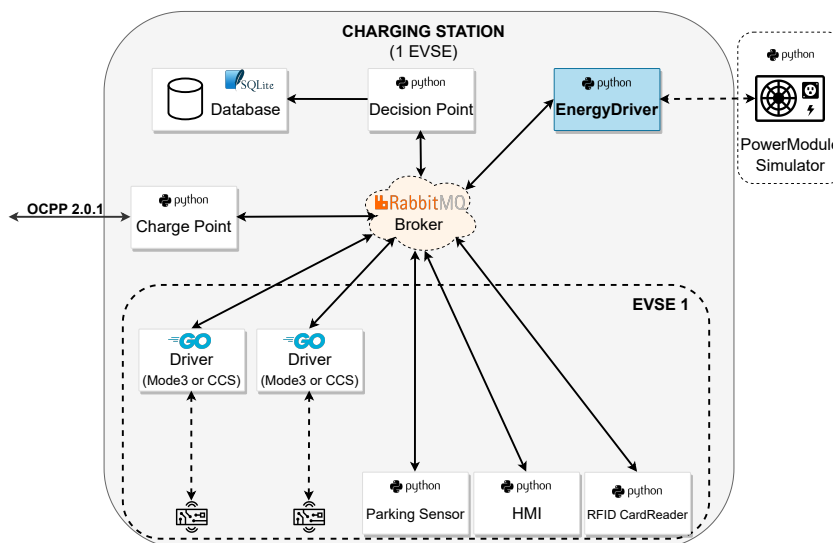 CHARGING STATION
(1 EVSE)
SQLite
Database
python
Decision Point
python
EnergyDriver
python
PowerModule
Simulator
OCPP 2.0.1
python
Charge Point
RabbitMQ
Broker
EVSE 1
GO
Driver
(Mode3 or CCS)
GO
Driver
(Mode3 or CCS)
python
Parking Sensor
python
HMI
python
RFID CardReader